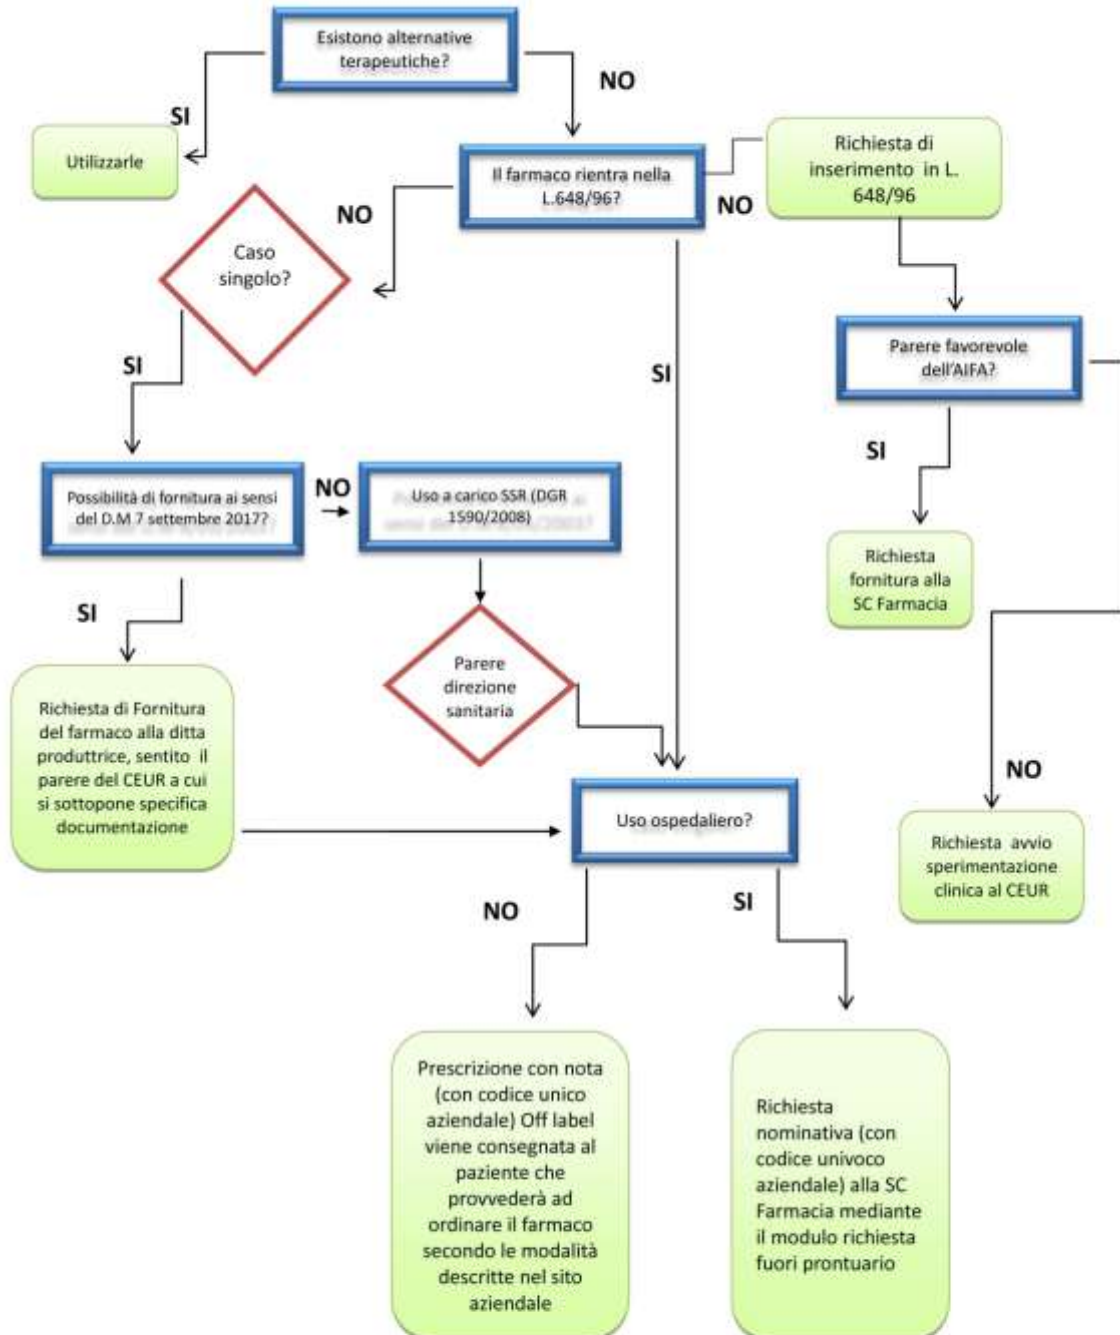 Esistono alternative
terapeutiche?
NO
SI
Utilizzarle
Il farmaco rientra nella
L.648/96?
Richiesta di
inserimento in L.
648/96
NO
NO
Caso
singolo?
Parere favorevole
dell'AIFA?
SI
SI
SI
Possibilità di fornitura ai sensi
del D.M 7 settembre 2017?
NO
Uso a carico SSR (DGR
1590/2008)
Richiesta
fornitura alla
SC Farmacia
SI
Parere
direzione
sanitaria
Richiesta di Fornitura
del farmaco alla ditta
produttrice, sentito il
parere del CEUR a cui
si sottopone specifica
documentazione
NO
Uso ospedaliero?
Richiesta avvio
sperimentazione
clinica al CEUR
NO
SI
Prescrizione con nota
(con codice unico
aziendale) Off label
viene consegnata al
paziente che
provvederà ad
ordinare il farmaco
secondo le modalità
descritte nel sito
aziendale
Richiesta
nominativa (con
codice univoco
aziendale) alla SC
Farmacia mediante
il modulo richiesta
fuori prontuario